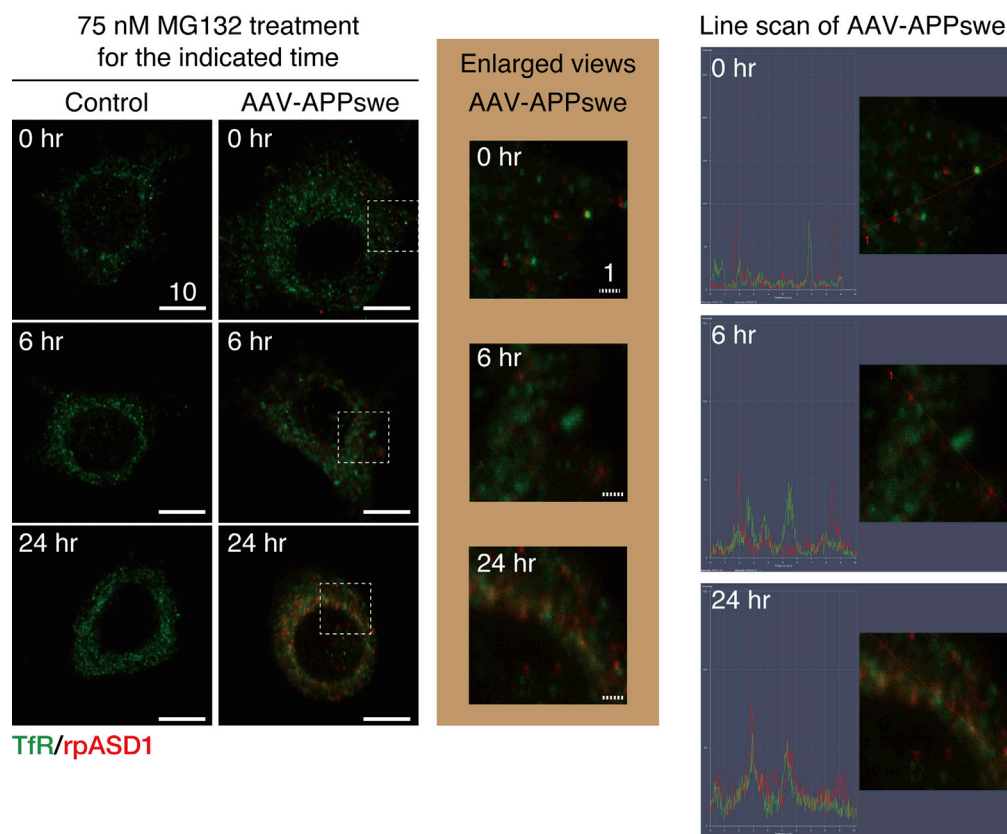 75 nM MG132 treatment
for the indicated time
Control
AAV-APPswe
0 hr
10
0 hr
6 hr
6 hr
24 hr
24 hr
TfR/rpASD1
Enlarged views
AAV-APPswe
0 hr
1
6 hr
24 hr
Line scan of AAV-APPswe
0 hr
1
6 hr
1
24 hr